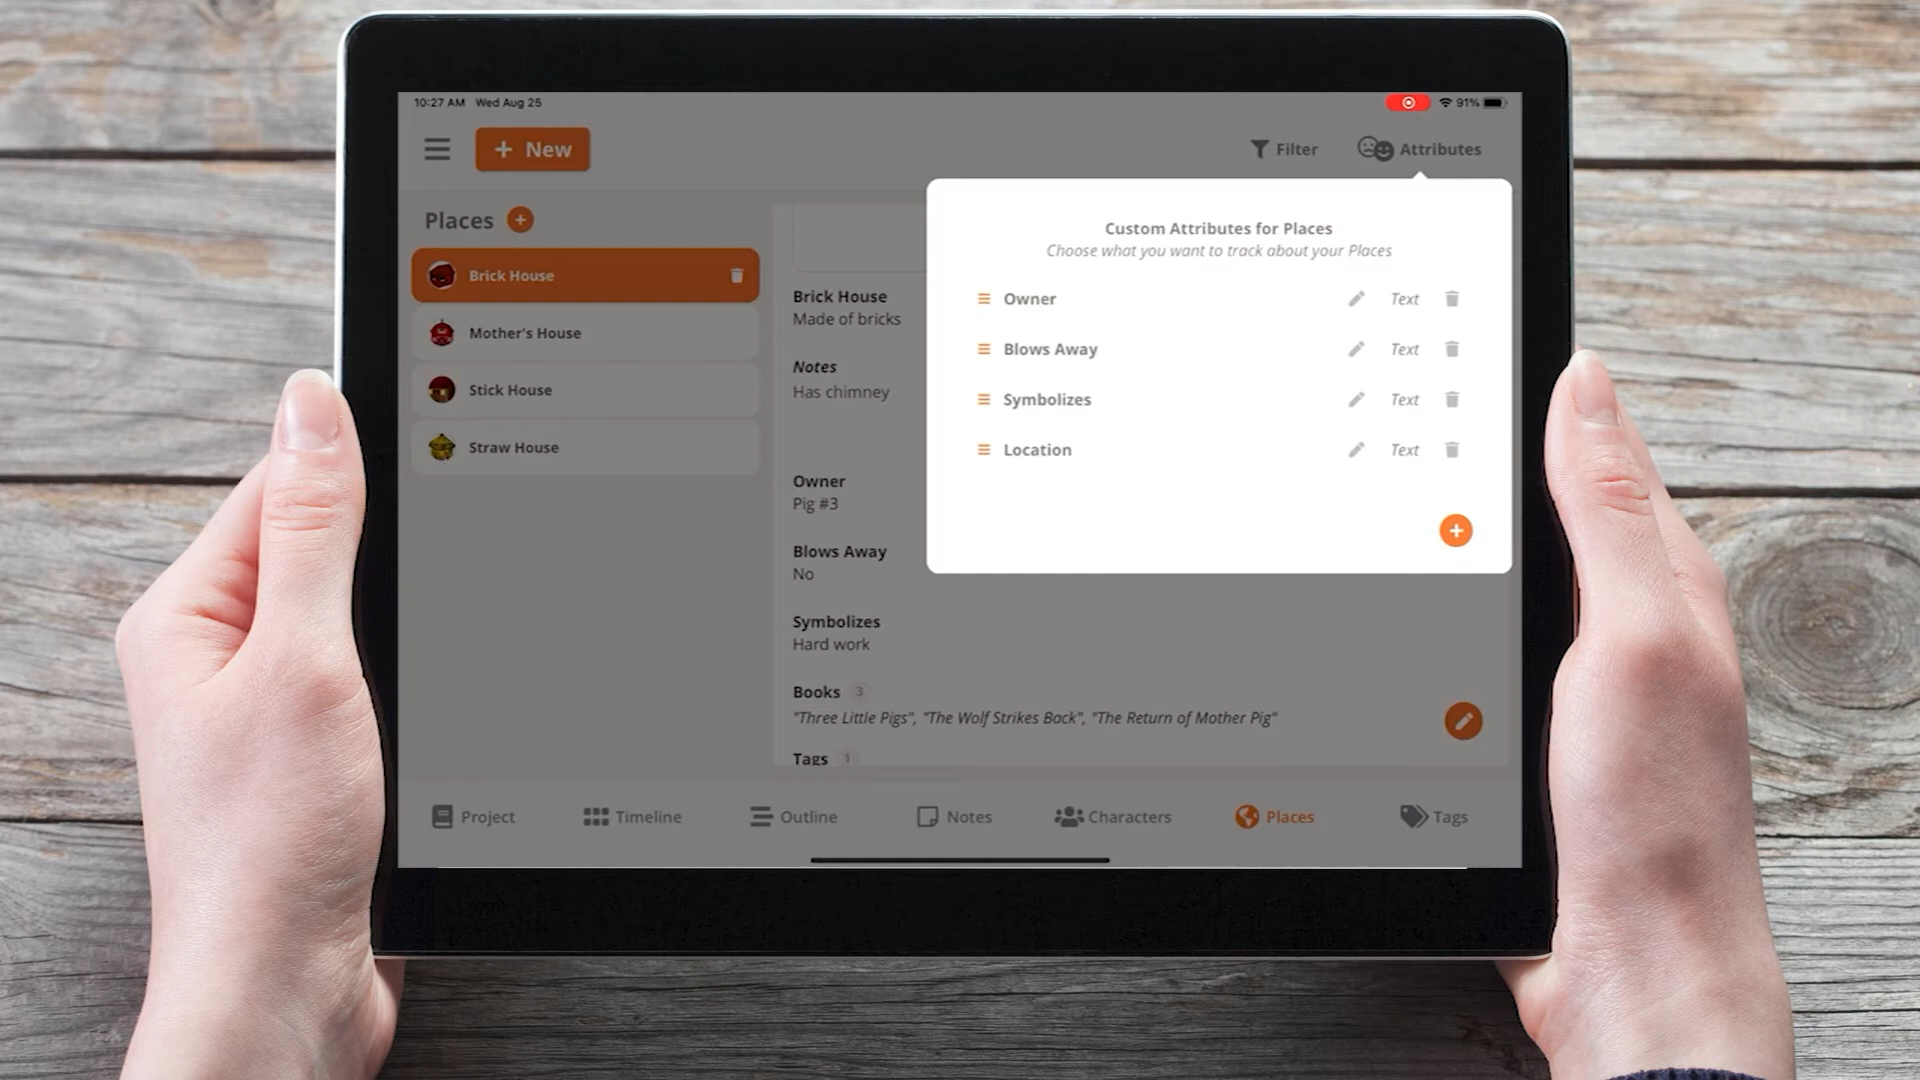 10:27 AM Wed Aug 25
91%
+ New
Filter
Attributes
Places
Brick House
Mother's House
Stick House
Straw House
Brick House
Made of bricks
Notes
Has chimney
Owner
Pig #3
Blows Away
No
Symbolizes
Hard work
Books 3
"Three Little Pigs", "The Wolf Strikes Back", "The Return of Mother Pig"
Tags 1
Custom Attributes for Places
Choose what you want to track about your Places
Owner Text
Blows Away Text
Symbolizes Text
Location Text
Project
Timeline
Outline
Notes
Characters
Places
Tags